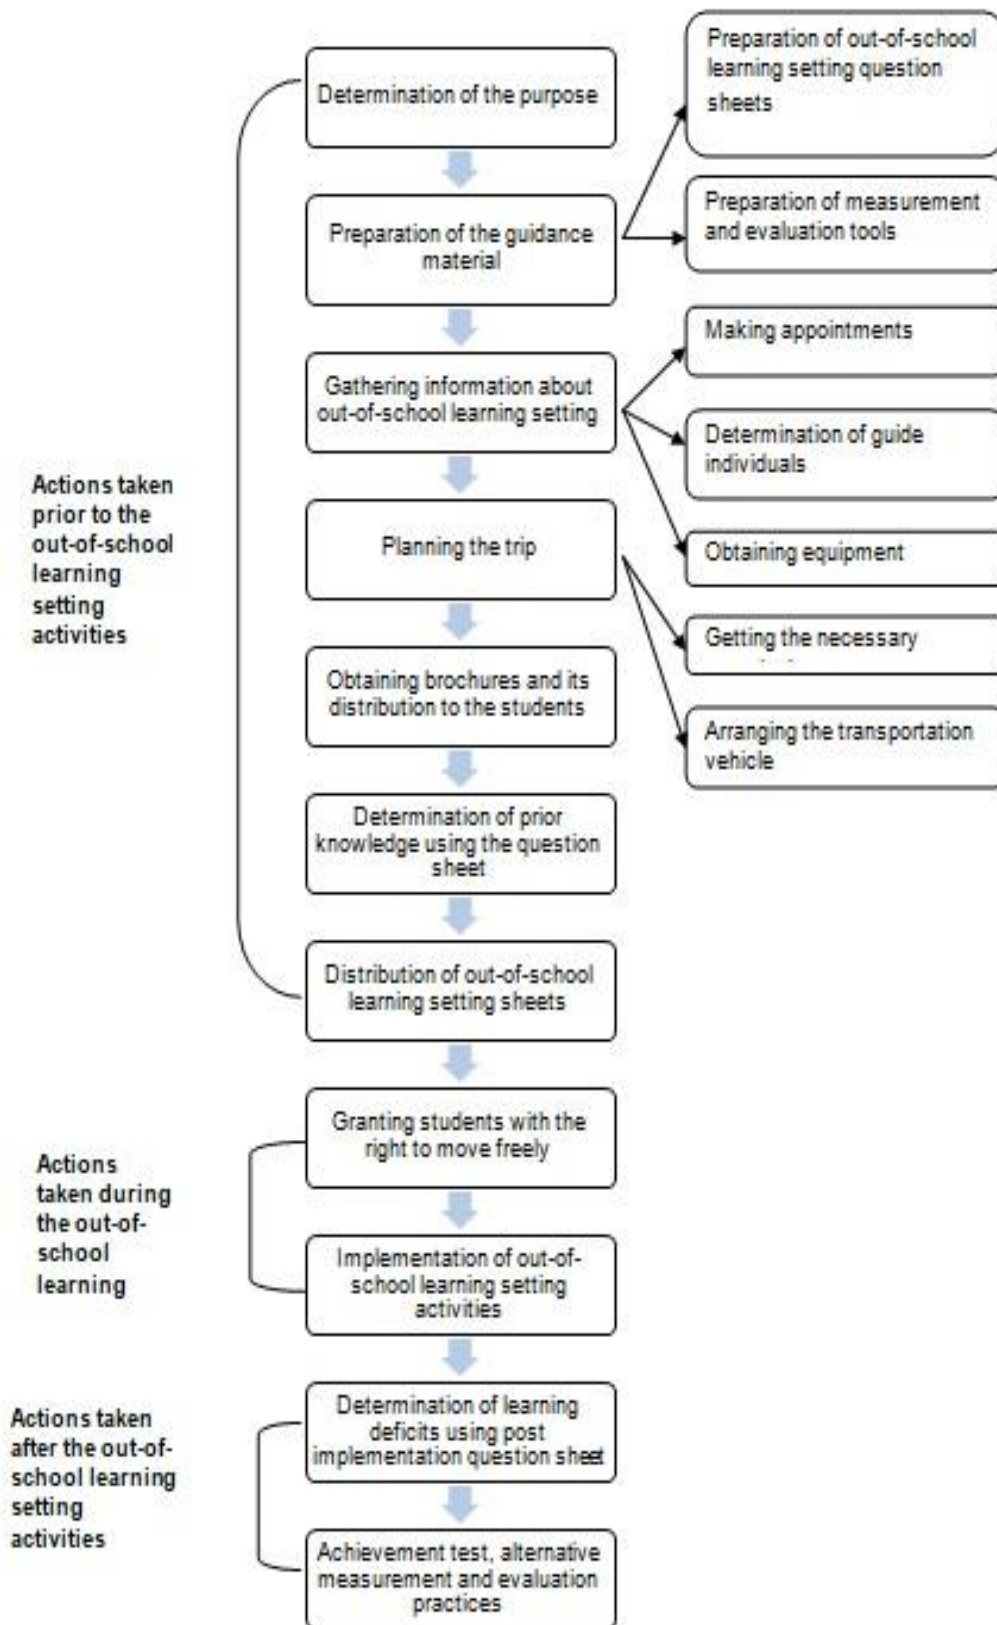 Determination of the purpose
Preparation of the guidance
material
Gathering information about
out-of-school learning setting
Planning the trip
Obtaining brochures and its
distribution to the students
Determination of prior
knowledge using the question
sheet
Distribution of out-of-school
learning setting sheets
Granting students with the
right to move freely
Implementation of out-of-
school learning setting
activities
Determination of learning
deficits using post
implementation question sheet
Achievement test, alternative
measurement and evaluation
practices
Preparation of out-of-school
learning setting question
sheets
Preparation of measurement
and evaluation tools
Making appointments
Determination of guide
individuals
Obtaining equipment
Getting the necessary
Arranging the transportation
vehicle
Actions taken
prior to the
out-of-school
learning
setting
activities
Actions
taken during
the out-of-
school
learning
Actions taken
after the out-of-
school learning
setting
activities